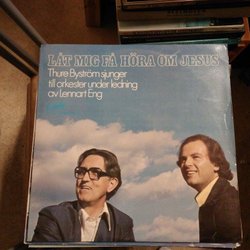 LÅT MIG FÅ HÖRA OM JESUS
Thure Byström sjunger
till orkester under ledning
av Lennart Eng